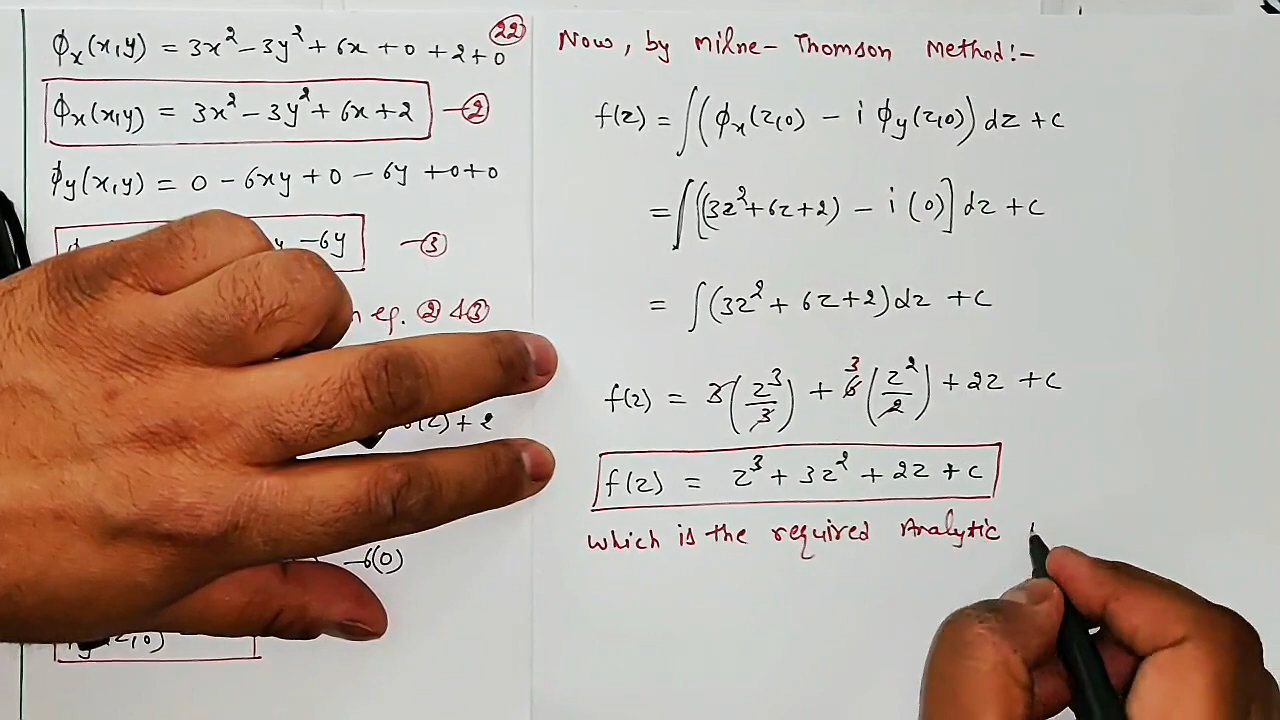 22
ϕx(x,y) = 3x² - 3y² + 6x + 0 + 2 + 0
ϕx(x,y) = 3x² - 3y² + 6x + 2 —②
ϕy(x,y) = 0 - 6xy + 0 - 6y + 0 + 0
y - 6y —③
eq. ② & ③
) + 2
-6(0)
,0)
Now, by Milne-Thomson Method:-
f(z) = ∫(ϕx(z,0) - i ϕy(z,0)) dz + c
= ∫[(3z² + 6z + 2) - i (0)] dz + c
= ∫(3z² + 6z + 2) dz + c
f(z) = 3(z³/3) + 6 3 (z²/2) + 2z + c
f(z) = z³ + 3z² + 2z + c
which is the required Analytic